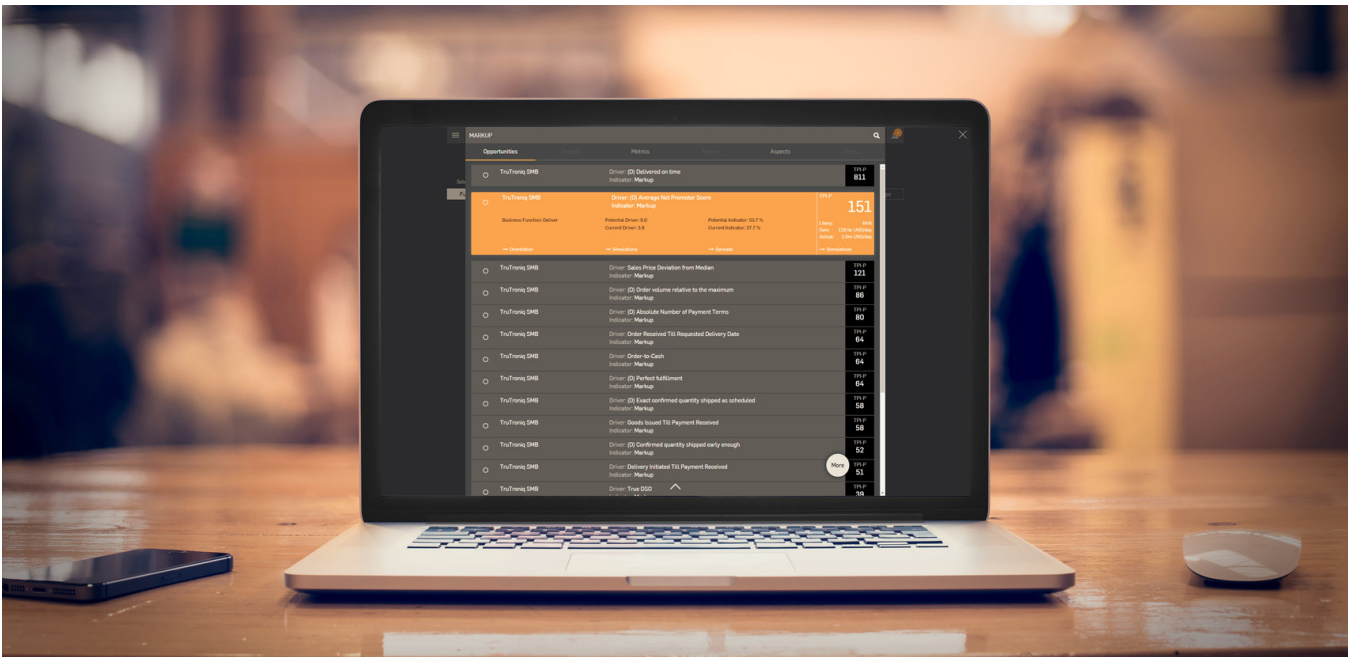 MARKUP
Opportunities Metrics Aspects
TruTroniq SMB Driver: (D) Delivered on time TPI-P
Indicator: Markup 811
TruTroniq SMB Driver: (D) Average Net Promoter Score TPI-P
Indicator: Markup 151
Business Function: Deliver Potential Driver: 9.0 Potential Indicator: 53.7 %
Current Driver: 3.8 Current Indicator: 37.7 %
Orientation Simulations Spreads Simulations
TruTroniq SMB Driver: Sales Price Deviation from Median TPI-P
Indicator: Markup 121
TruTroniq SMB Driver: (D) Order volume relative to the maximum TPI-P
Indicator: Markup 86
TruTroniq SMB Driver: (D) Absolute Number of Payment Terms TPI-P
Indicator: Markup 80
TruTroniq SMB Driver: Order Received Till Requested Delivery Date TPI-P
Indicator: Markup 64
TruTroniq SMB Driver: Order-to-Cash TPI-P
Indicator: Markup 64
TruTroniq SMB Driver: (D) Perfect fulfillment TPI-P
Indicator: Markup 64
TruTroniq SMB Driver: (D) Exact confirmed quantity shipped as scheduled TPI-P
Indicator: Markup 58
TruTroniq SMB Driver: Goods Issued Till Payment Received TPI-P
Indicator: Markup 58
TruTroniq SMB Driver: (D) Confirmed quantity shipped early enough TPI-P
Indicator: Markup 52
TruTroniq SMB Driver: Delivery Initiated Till Payment Received More TPI-P
Indicator: Markup 51
TruTroniq SMB Driver: True DSO TPI-P
39